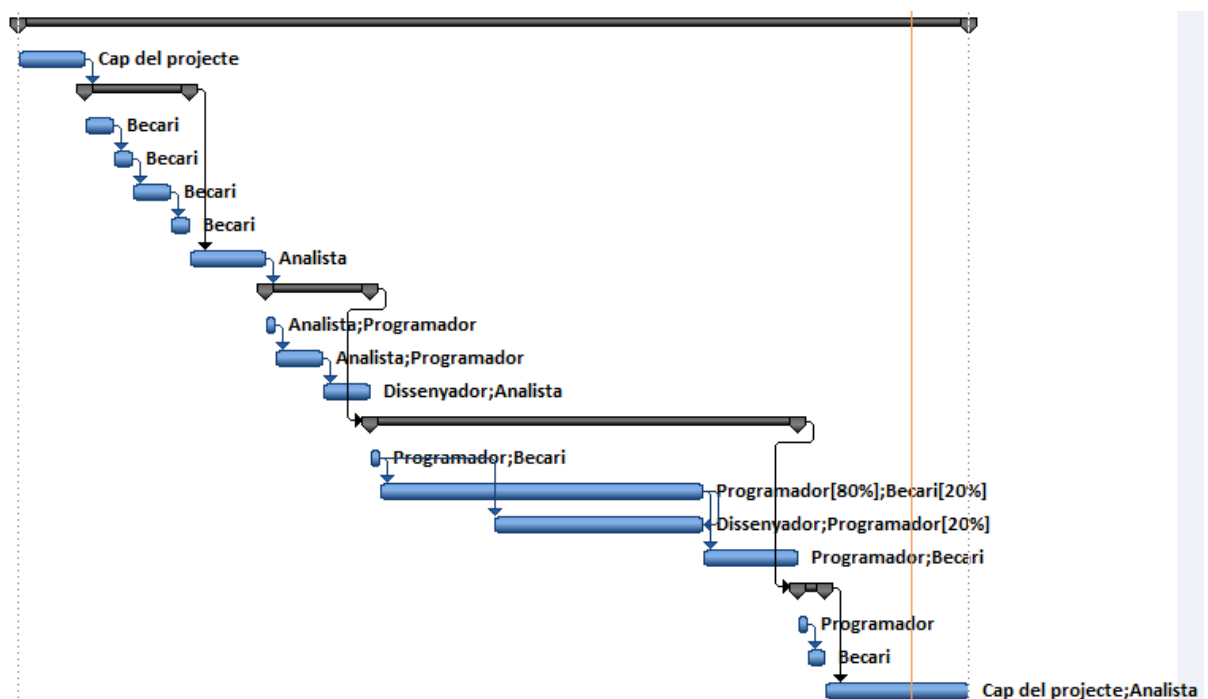 Cap del projecte
Becari
Becari
Becari
Becari
Analista
Analista;Programador
Analista;Programador
Dissenyador;Analista
Programador;Becari
Programador[80%];Becari[20%]
Dissenyador;Programador[20%]
Programador;Becari
Programador
Becari
Cap del projecte;Analista